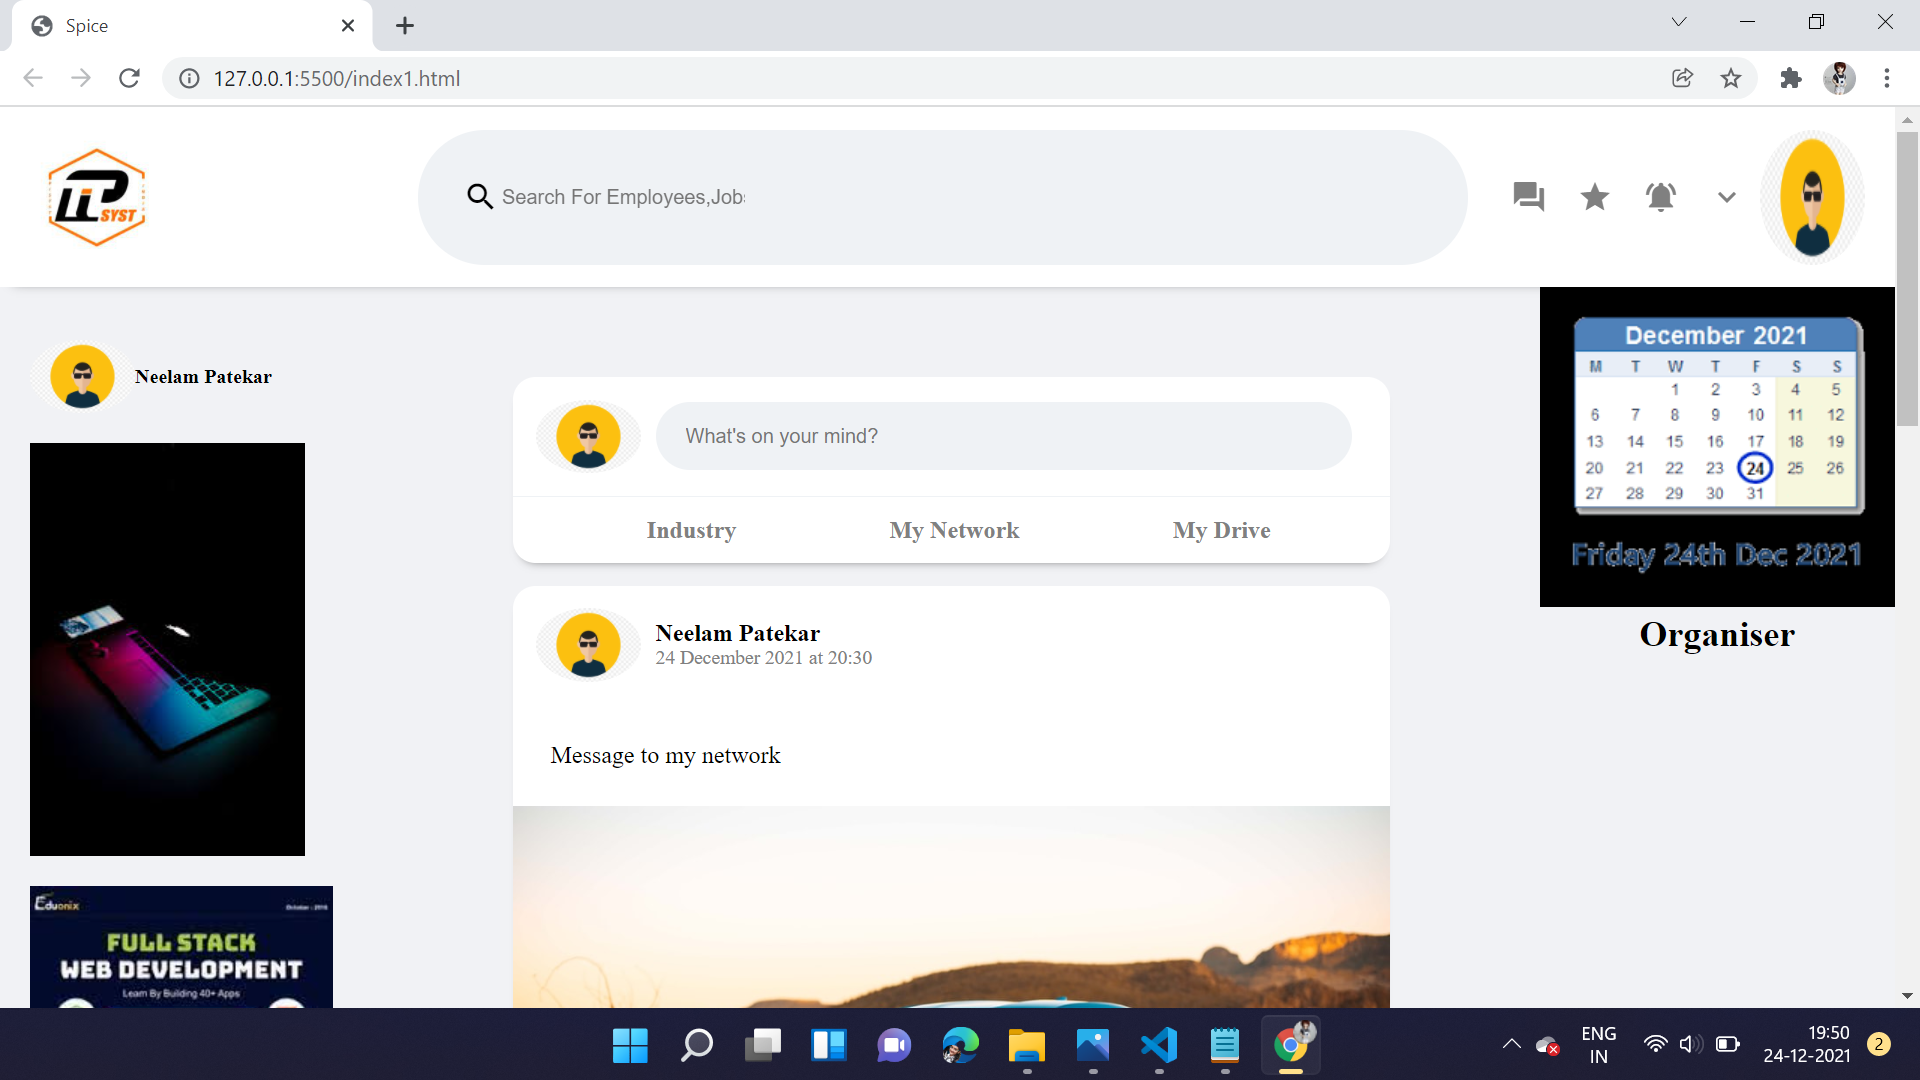 Spice
127.0.0.1:5500/index1.html
LIP
SYST
Search For Employees,Jobs
Neelam Patekar
What's on your mind?
Industry My Network My Drive
Neelam Patekar
24 December 2021 at 20:30
Message to my network
December 2021
M T W T F S S
1 2 3 4 5
6 7 8 9 10 11 12
13 14 15 16 17 18 19
20 21 22 23 24 25 26
27 28 29 30 31
Friday 24th Dec 2021
Organiser
Eduonix
FULL STACK
WEB DEVELOPMENT
Learn By Building 40+ Apps
ENG
IN
19:50
24-12-2021
2